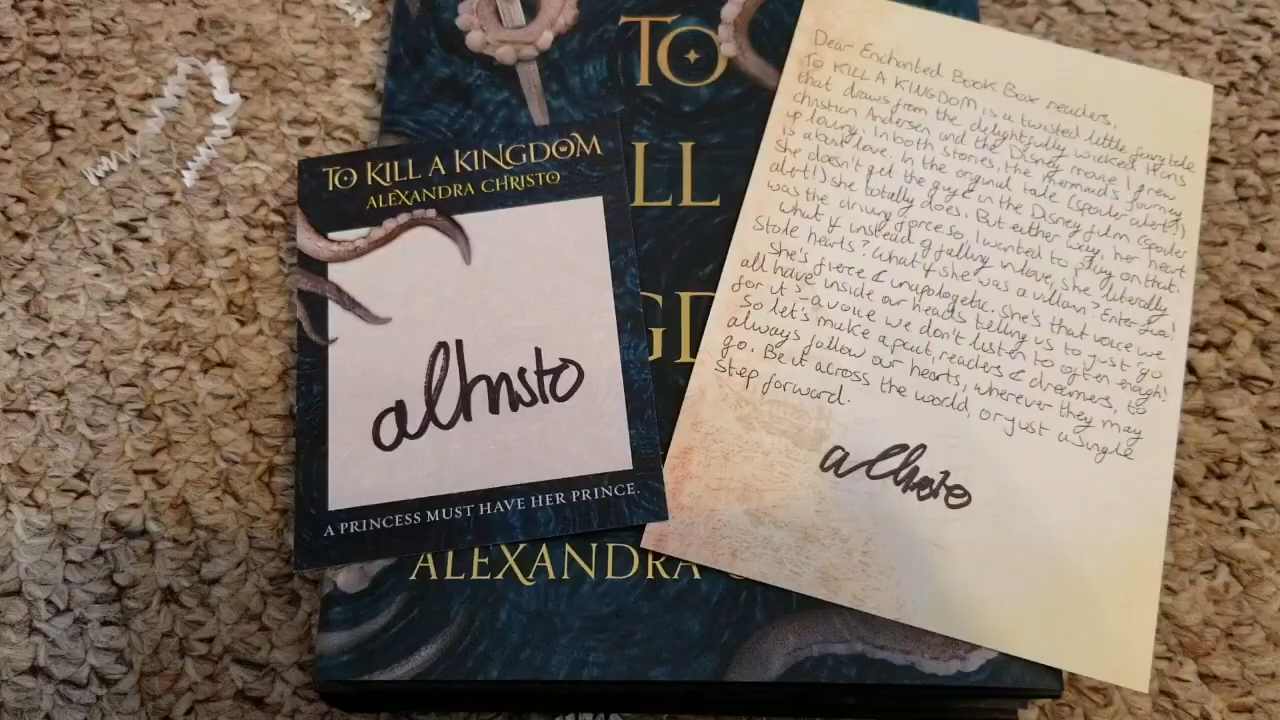 TO
LL
GD
ALEXANDRA C
TO KILL A KINGDOM
ALEXANDRA CHRISTO
alhristo
A PRINCESS MUST HAVE HER PRINCE.
Dear Enchanted Book Box readers,
TO KILL A KINGDOM is a twisted little fairytale
that draws from the delightfully wicked Hans
christian Andersen and the Disney movie I grew
up loving. In both stories, the mermaid's journey
is about love. In the original tale (spoiler alert!)
she doesn't get the guy & in the Disney film (spoiler
alert!) she totally does. But either way, her heart
was the driving force so, I wanted to play on that.
What if instead of falling in love, she literally
Stole hearts? What if she was a villain? Enter Lira!
She's fierce & unapologetic. She's that voice we
all have inside our heads telling us to just 'go
for it' - a voice we don't listen to often enough!
So let's make a pact, readers & dreamers, to
always follow our hearts, wherever they may
go. Be it across the world, or just a single
step forward.
alhristo